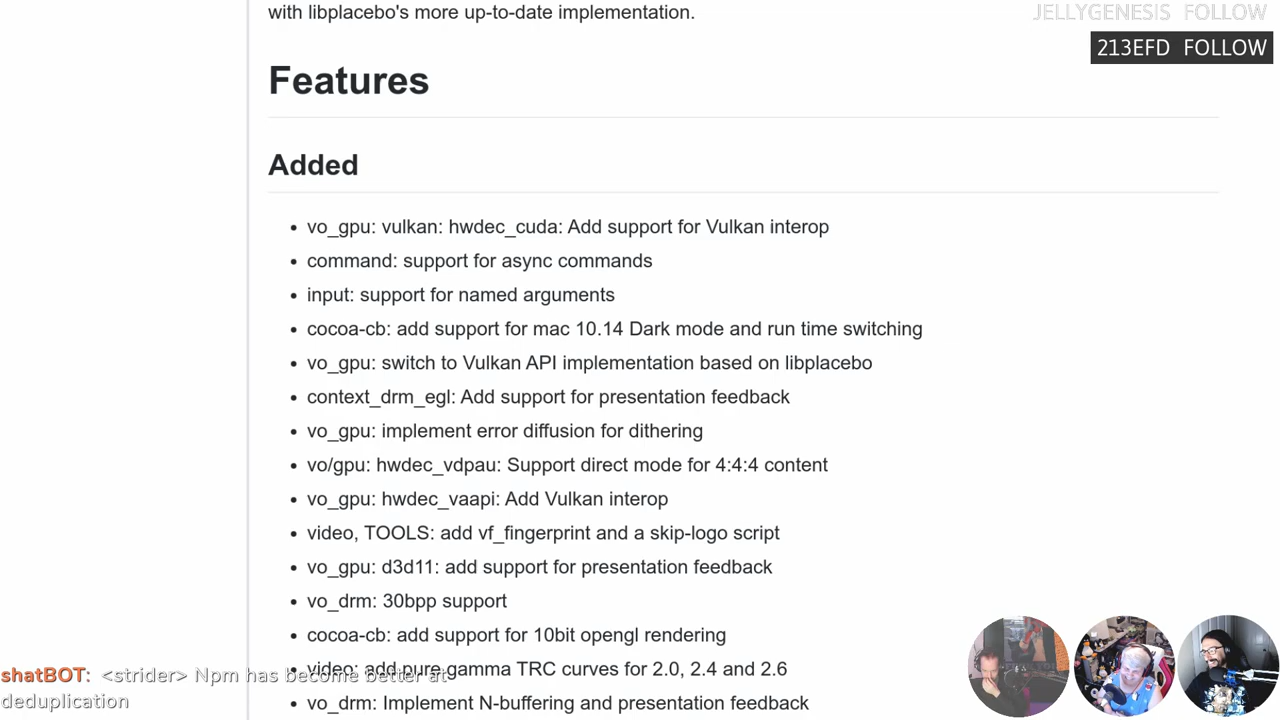 with libplacebo's more up-to-date implementation.
JELLYGENESIS FOLLOW
213EFD FOLLOW
Features
Added
• vo_gpu: vulkan: hwdec_cuda: Add support for Vulkan interop
• command: support for async commands
• input: support for named arguments
• cocoa-cb: add support for mac 10.14 Dark mode and run time switching
• vo_gpu: switch to Vulkan API implementation based on libplacebo
• context_drm_egl: Add support for presentation feedback
• vo_gpu: implement error diffusion for dithering
• vo/gpu: hwdec_vdpau: Support direct mode for 4:4:4 content
• vo_gpu: hwdec_vaapi: Add Vulkan interop
• video, TOOLS: add vf_fingerprint and a skip-logo script
• vo_gpu: d3d11: add support for presentation feedback
• vo_drm: 30bpp support
• cocoa-cb: add support for 10bit opengl rendering
• video: add pure gamma TRC curves for 2.0, 2.4 and 2.6
• vo_drm: Implement N-buffering and presentation feedback
shatBOT: <strider> Npm has become better at
deduplication